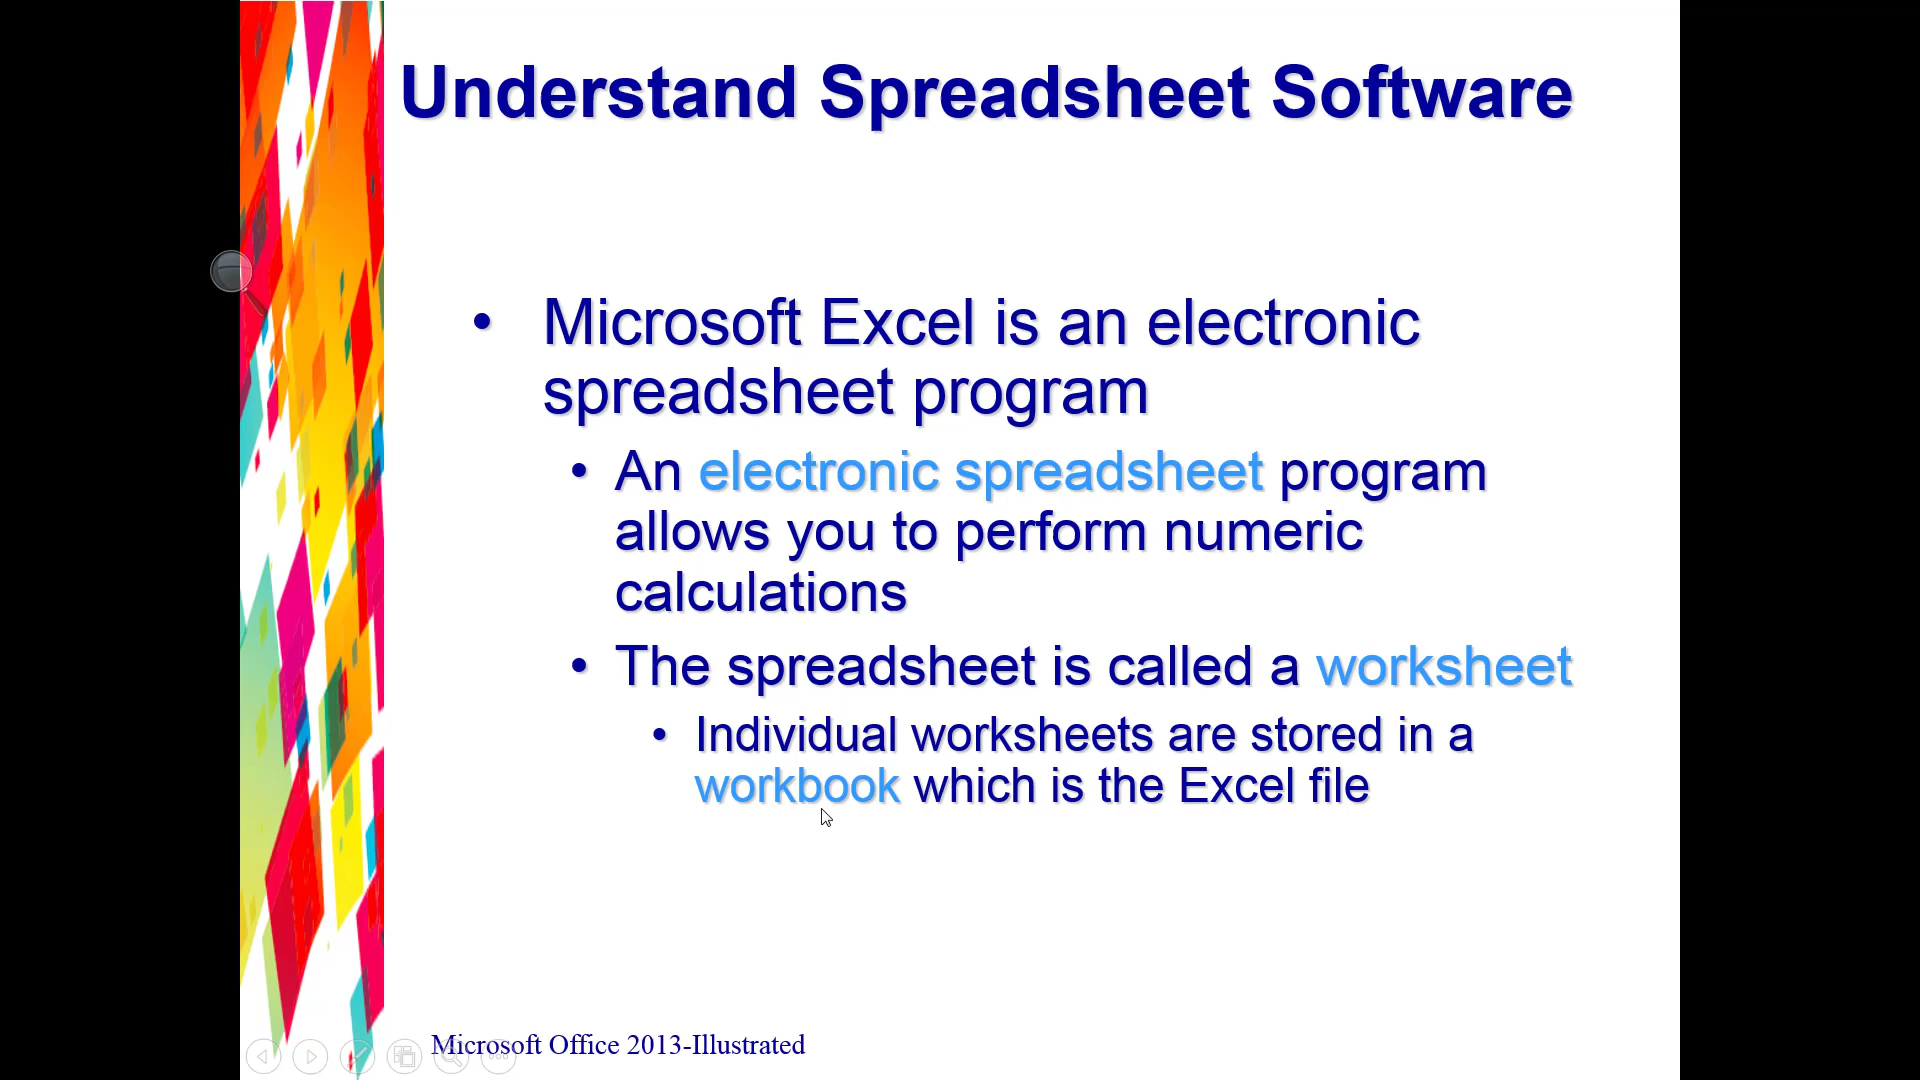 Understand Spreadsheet Software
• Microsoft Excel is an electronic
spreadsheet program
• An electronic spreadsheet program
allows you to perform numeric
calculations
• The spreadsheet is called a worksheet
• Individual worksheets are stored in a
workbook which is the Excel file
Microsoft Office 2013-Illustrated